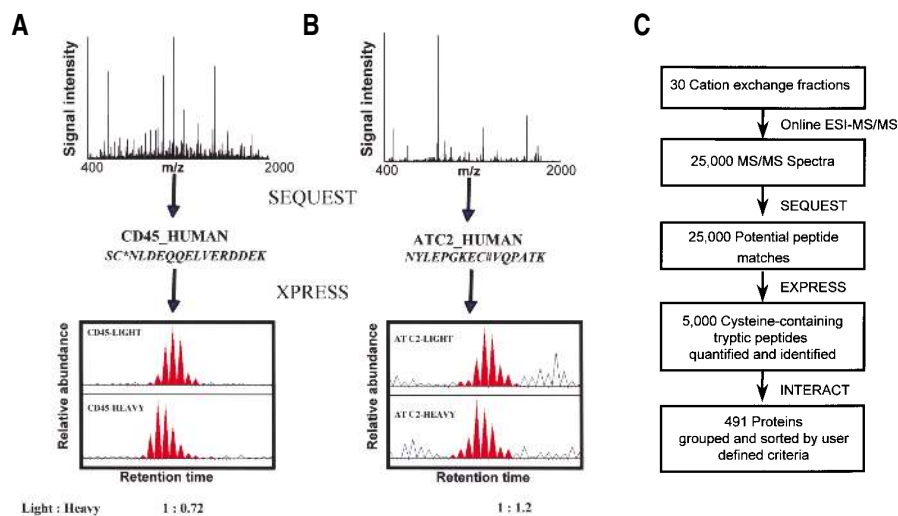 A
B
C
Signal intensity
400
m/z
2000
Signal intensity
400
m/z
2000
SEQUEST
CD45_HUMAN
SC*NLDEQQELVERDDEK
ATC2_HUMAN
NYLEPGKEC#VQPATK
XPRESS
Relative abundance
CD45-LIGHT
CD45-HEAVY
Retention time
Relative abundance
AT C2-LIGHT
AT C2-HEAVY
Retention time
Light : Heavy
1 : 0.72
1 : 1.2
30 Cation exchange fractions
Online ESI-MS/MS
25,000 MS/MS Spectra
SEQUEST
25,000 Potential peptide
matches
EXPRESS
5,000 Cysteine-containing
tryptic peptides
quantified and identified
INTERACT
491 Proteins
grouped and sorted by user
defined criteria